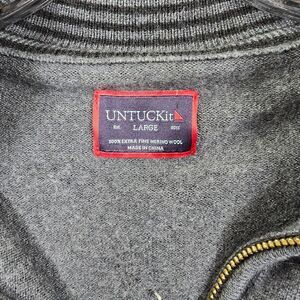 UNTUCKit
Est. LARGE 2011
100% EXTRA FINE MERINO WOOL
MADE IN CHINA